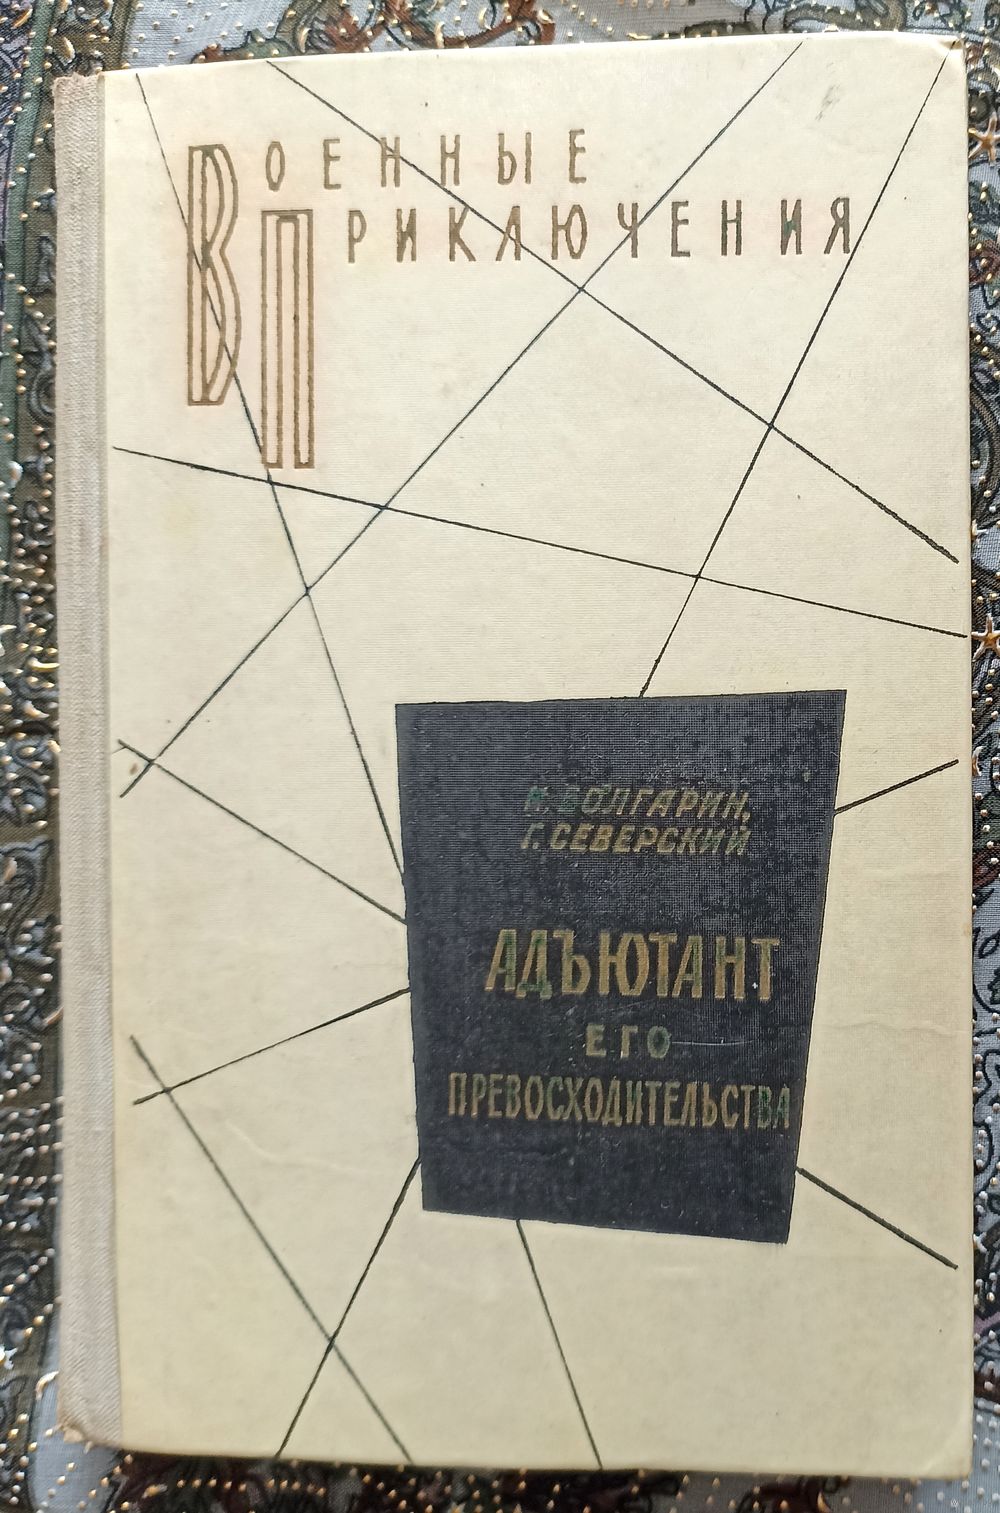 ВОЕННЫЕ
ПРИКЛЮЧЕНИЯ
И. БОЛГАРИН,
Г. СЕВЕРСКИЙ
АДЪЮТАНТ
ЕГО
ПРЕВОСХОДИТЕЛЬСТВА